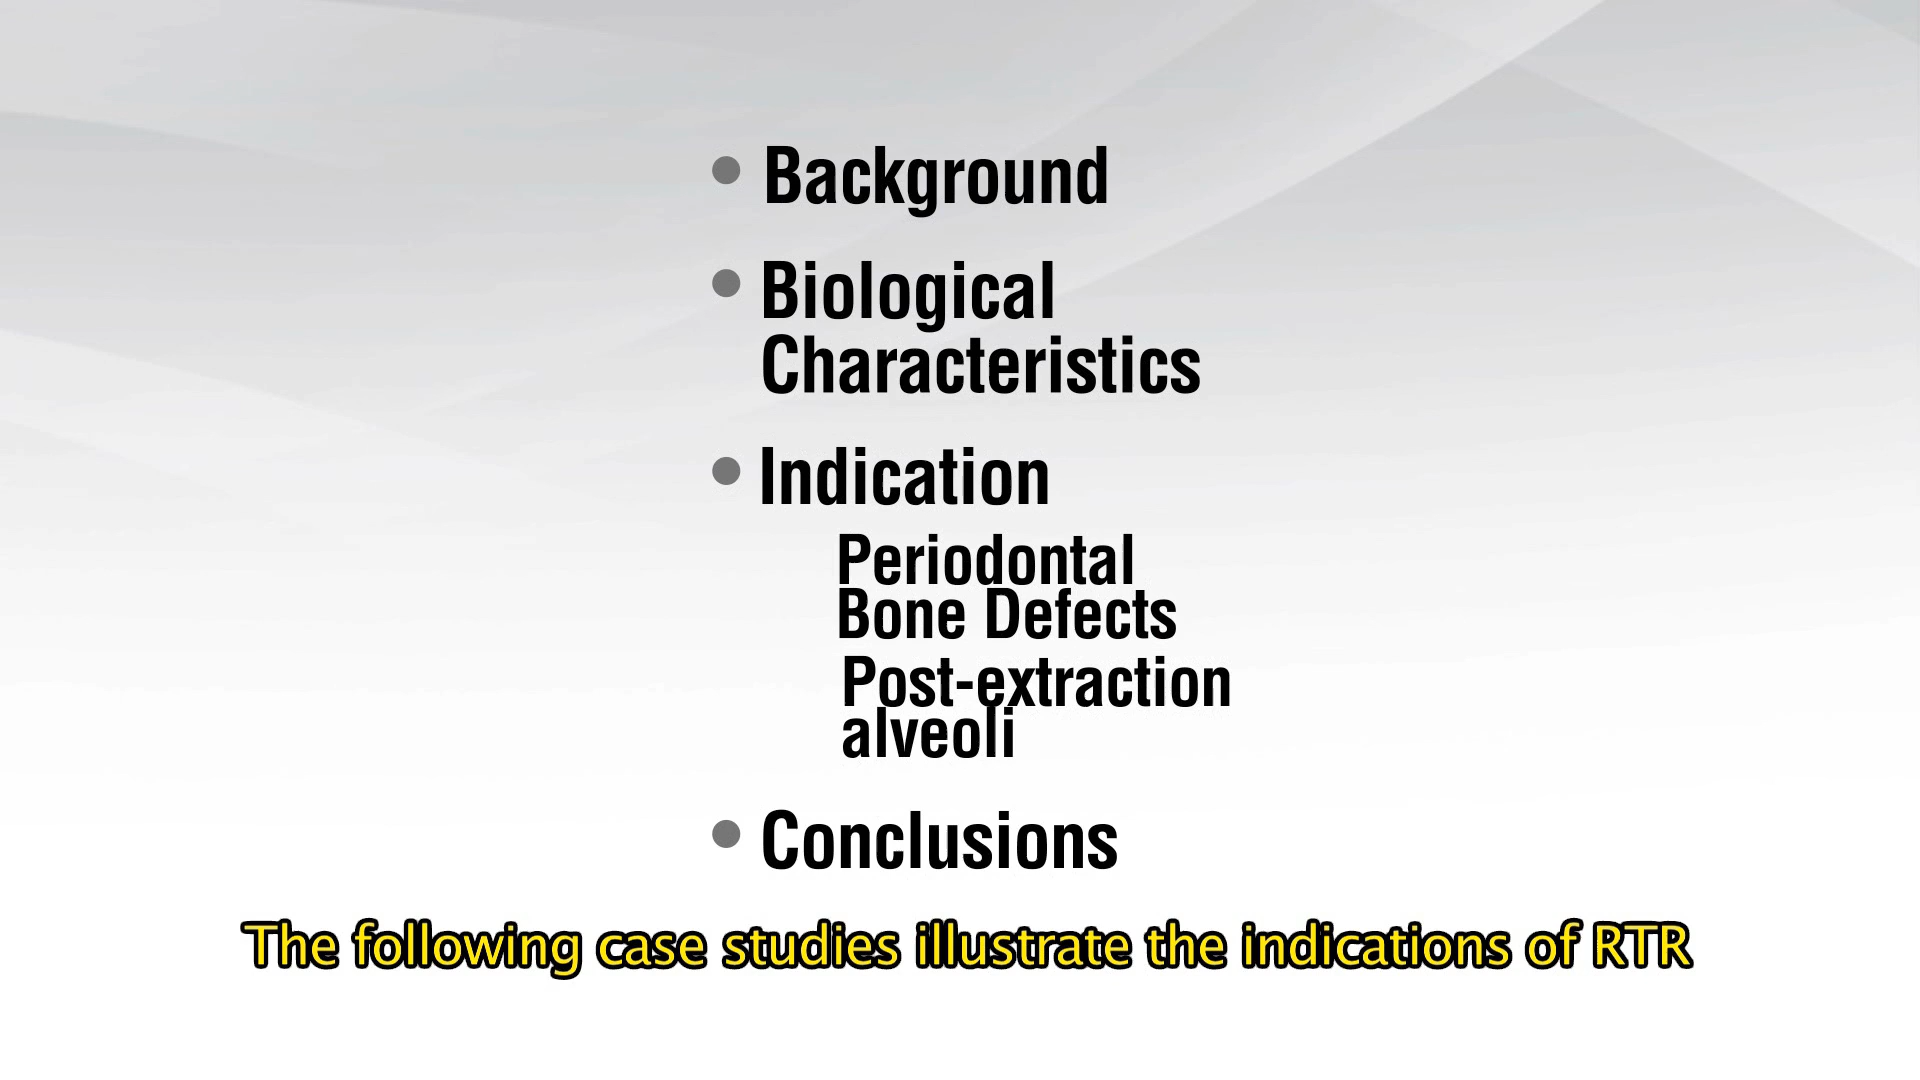 • Background
• Biological
Characteristics
• Indication
Periodontal
Bone Defects
Post-extraction
alveoli
• Conclusions
The following case studies illustrate the indications of RTR